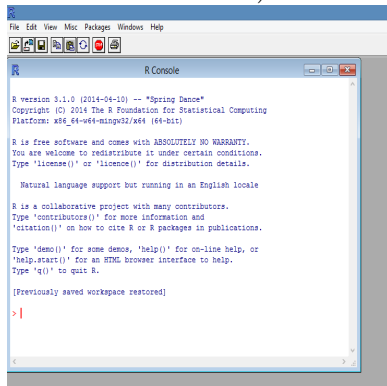 File Edit View Misc Packages Windows Help
R Console
R version 3.1.0 (2014-04-10) -- "Spring Dance"
Copyright (C) 2014 The R Foundation for Statistical Computing
Platform: x86_64-w64-mingw32/x64 (64-bit)
R is free software and comes with ABSOLUTELY NO WARRANTY.
You are welcome to redistribute it under certain conditions.
Type 'license()' or 'licence()' for distribution details.
Natural language support but running in an English locale
R is a collaborative project with many contributors.
Type 'contributors()' for more information and
'citation()' on how to cite R or R packages in publications.
Type 'demo()' for some demos, 'help()' for on-line help, or
'help.start()' for an HTML browser interface to help.
Type 'q()' to quit R.
[Previously saved workspace restored]
>